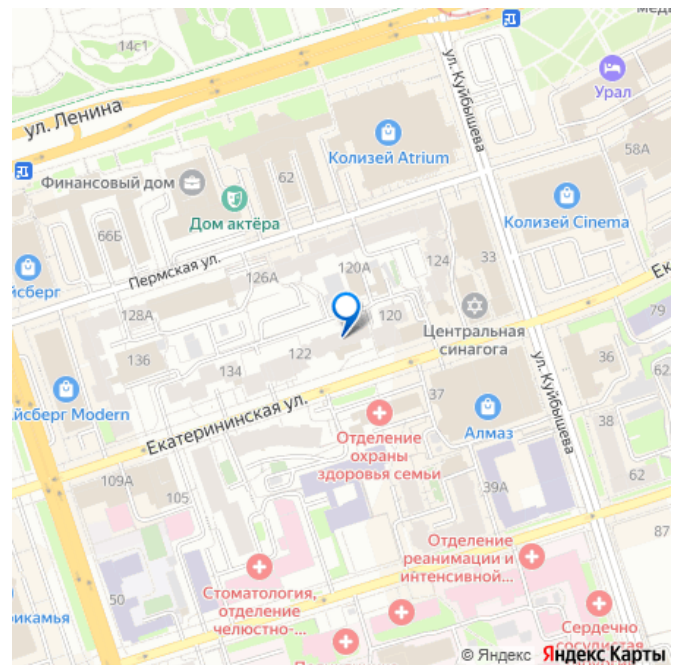 14с1
ул. Ленина
ул. Куйбышева
Урал
58А
Колизей Atrium
Финансовый дом
62
Дом актёра
Колизей Cinema
66Б
Пермская ул.
126А
120А
124
33
128А
120
Центральная
синагога
79
136
134
122
36
62
ул. Куйбышева
йсберг
йсберг Modern
Екатерининская ул.
37
Алмаз
38
Отделение
охраны
здоровья семьи
109А
105
39А
62
87
Отделение
реанимации и
интенсивной...
50
Стоматология,
отделение
челюстно-...
рикамья
Сердечно
сосудистая
© Яндекс Яндекс Карты